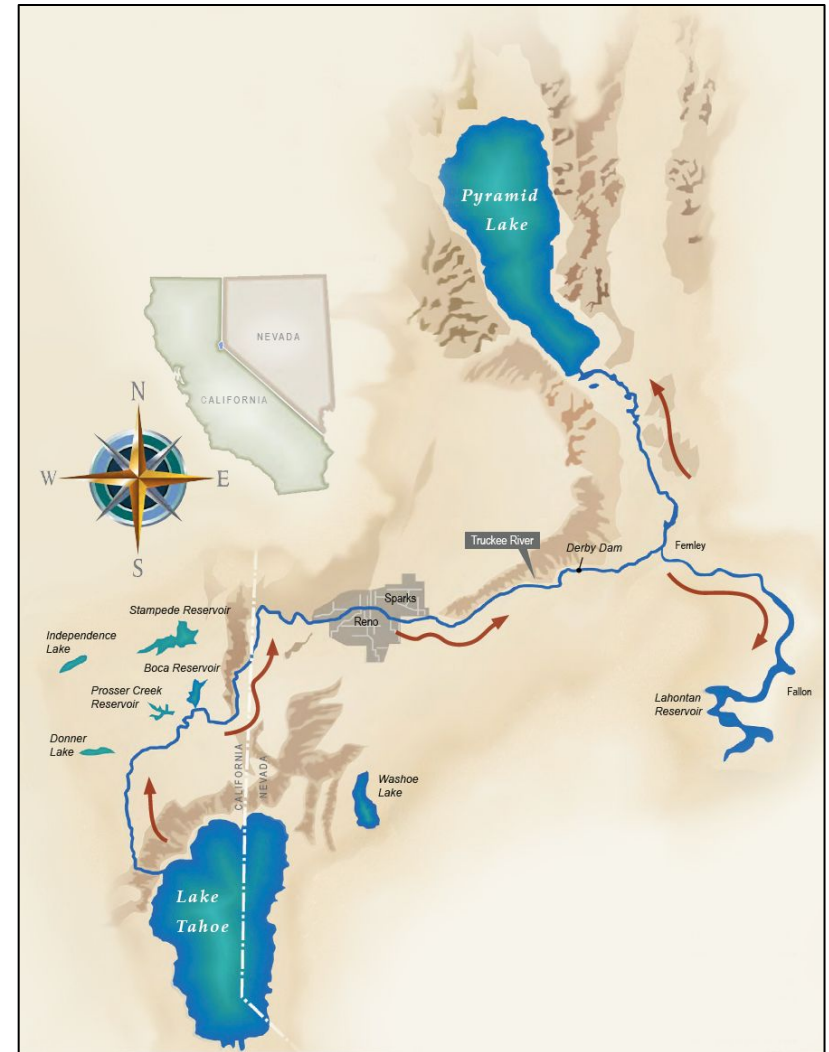 Pyramid
Lake
NEVADA
CALIFORNIA
N
W
E
S
Truckee River
Derby Dam
Fernley
Stampede Reservoir
Sparks
Reno
Independence
Lake
Boca Reservoir
Prosser Creek
Reservoir
Donner
Lake
Lahontan
Reservoir
Fallon
CALIFORNIA
NEVADA
Washoe
Lake
Lake
Tahoe